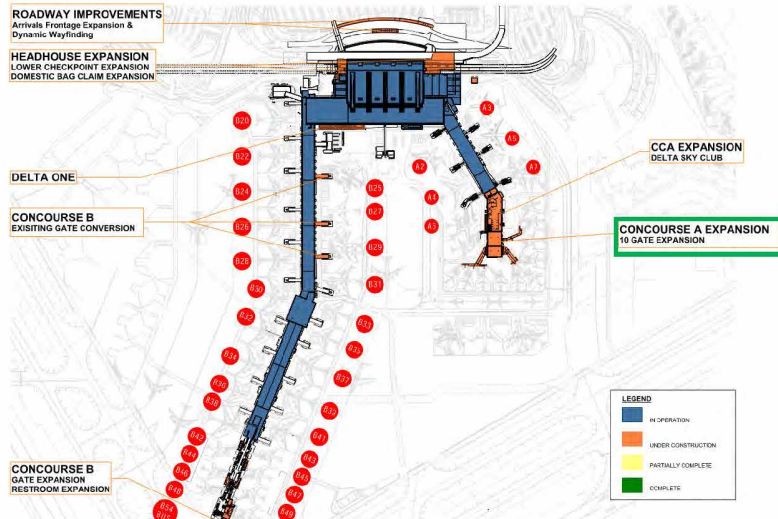 ROADWAY IMPROVEMENTS
Arrivals Frontage Expansion &
Dynamic Wayfinding
HEADHOUSE EXPANSION
LOWER CHECKPOINT EXPANSION
DOMESTIC BAG CLAIM EXPANSION
DELTA ONE
CONCOURSE B
EXISITING GATE CONVERSION
CONCOURSE B
GATE EXPANSION
RESTROOM EXPANSION
B20
B22
B24
B26
B28
B30
B32
B34
B36
B38
B42
B44
B46
B48
B54
B25
B27
B29
B31
B33
B35
B37
B39
B41
B43
B45
B47
B49
A3
A5
A7
A2
A4
CCA EXPANSION
DELTA SKY CLUB
CONCOURSE A EXPANSION
10 GATE EXPANSION
LEGEND
IN OPERATION
UNDER CONSTRUCTION
PARTIALLY COMPLETE
COMPLETE